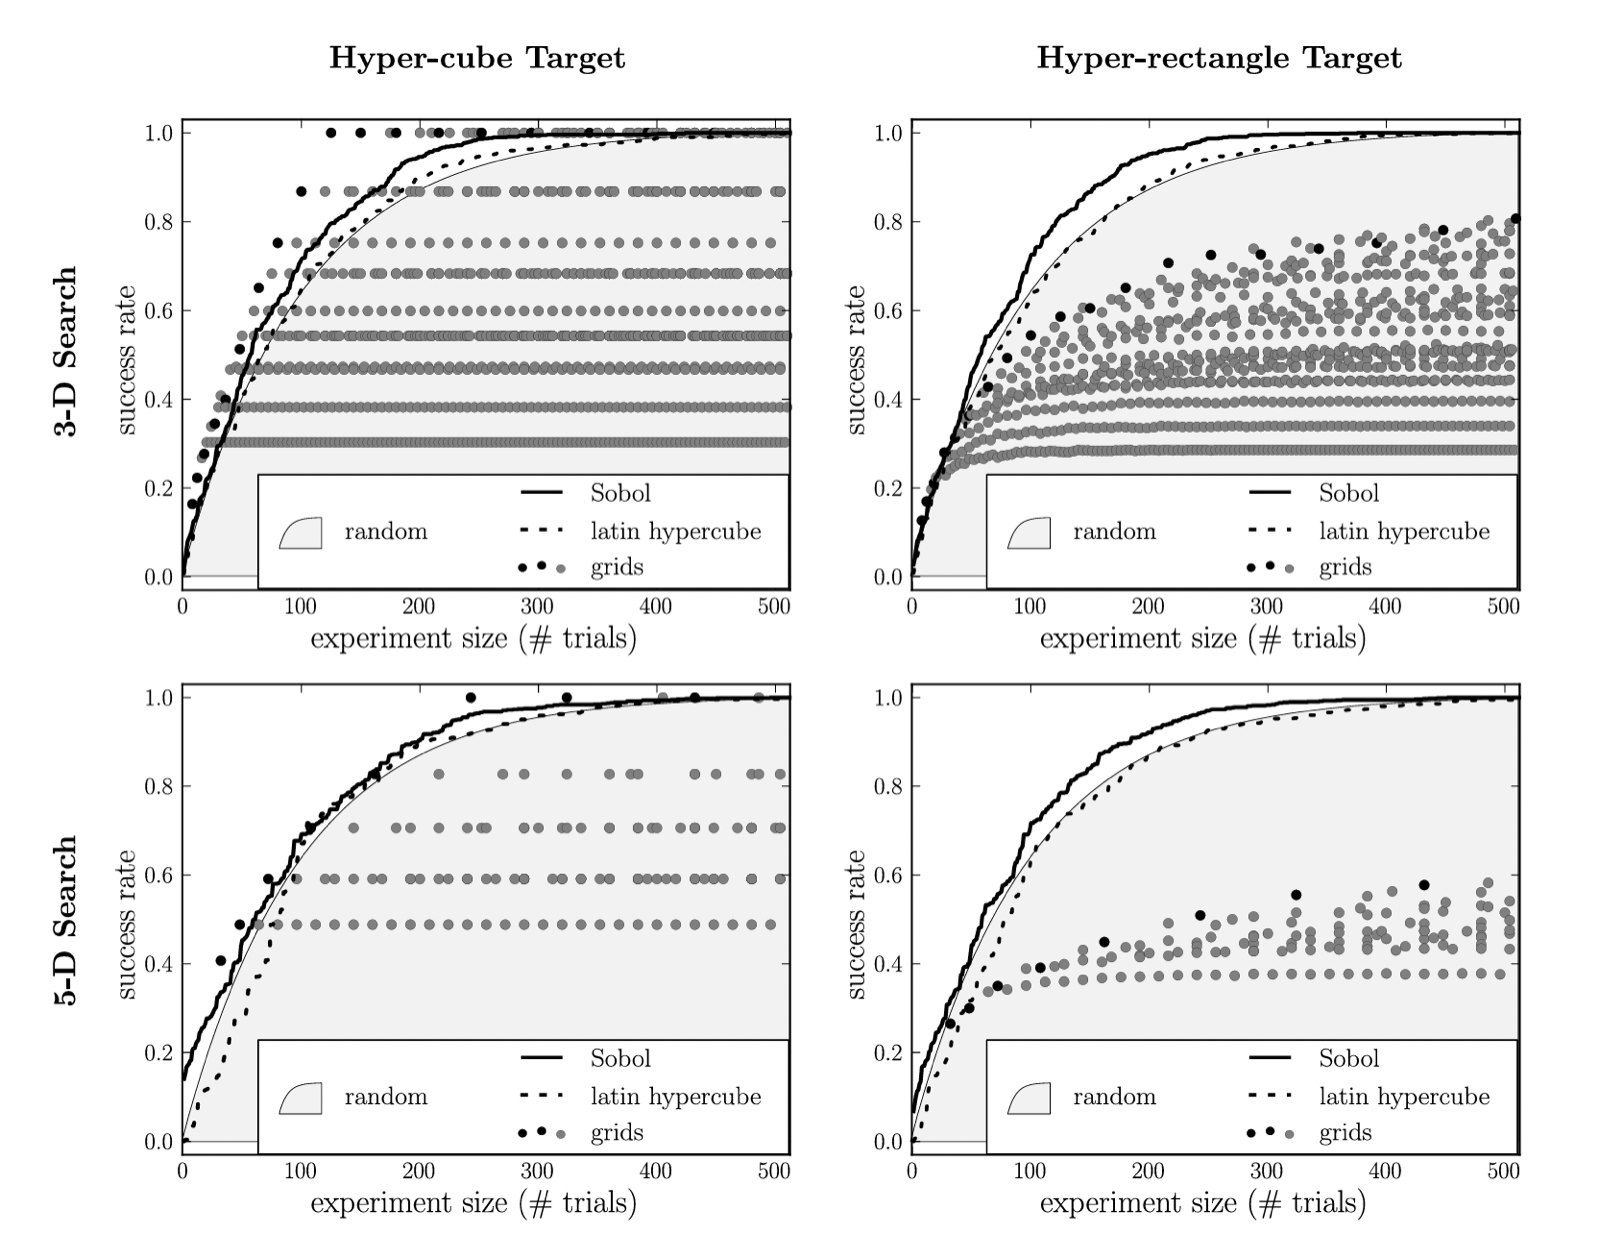 Hyper-cube Target
Hyper-rectangle Target
3-D Search
success rate
1.0
0.8
0.6
0.4
0.2
0.0
0 100 200 300 400 500
experiment size (# trials)
random
Sobol
latin hypercube
grids
success rate
1.0
0.8
0.6
0.4
0.2
0.0
0 100 200 300 400 500
experiment size (# trials)
random
Sobol
latin hypercube
grids
5-D Search
success rate
1.0
0.8
0.6
0.4
0.2
0.0
0 100 200 300 400 500
experiment size (# trials)
random
Sobol
latin hypercube
grids
success rate
1.0
0.8
0.6
0.4
0.2
0.0
0 100 200 300 400 500
experiment size (# trials)
random
Sobol
latin hypercube
grids